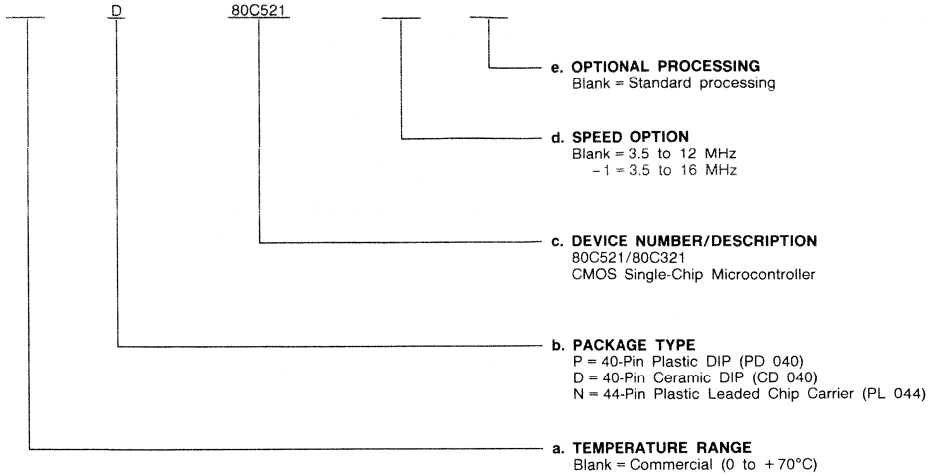 D 80C521
e. OPTIONAL PROCESSING
Blank = Standard processing
d. SPEED OPTION
Blank = 3.5 to 12 MHz
-1 = 3.5 to 16 MHz
c. DEVICE NUMBER/DESCRIPTION
80C521/80C321
CMOS Single-Chip Microcontroller
b. PACKAGE TYPE
P = 40-Pin Plastic DIP (PD 040)
D = 40-Pin Ceramic DIP (CD 040)
N = 44-Pin Plastic Leaded Chip Carrier (PL 044)
a. TEMPERATURE RANGE
Blank = Commercial (0 to +70°C)